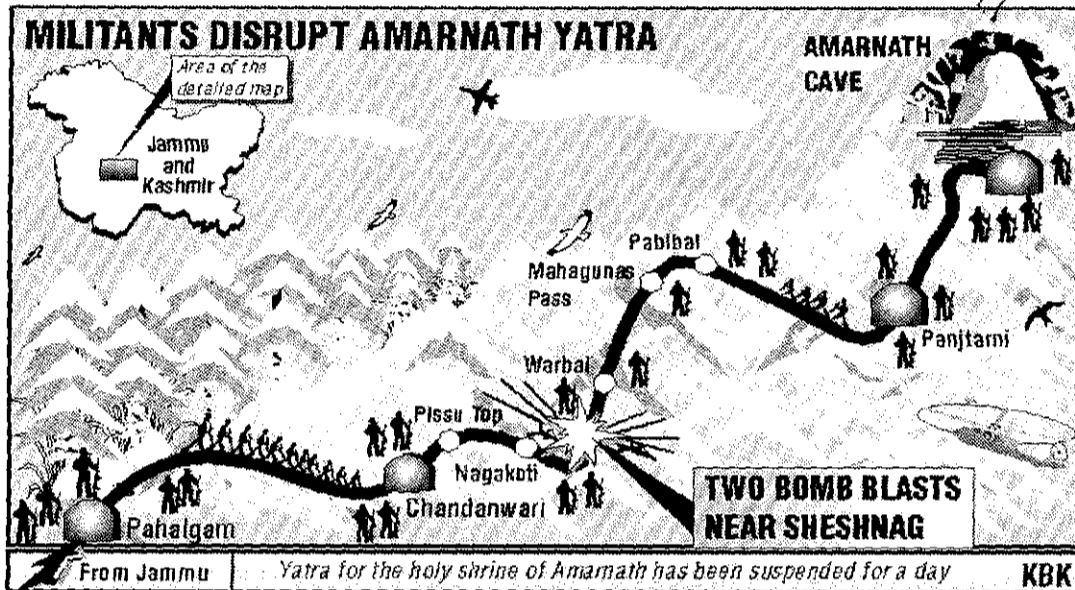 MILITANTS DISRUPT AMARNATH YATRA
Area of the
detailed map
Jammu
and
Kashmir
AMARNATH
CAVE
Pabibal
Mahagunas
Pass
Panjtarni
Warbal
Pissu Top
Nagakoti
Chandanwari
Pahalgam
TWO BOMB BLASTS
NEAR SHESHNAG
From Jammu
Yatra for the holy shrine of Amarnath has been suspended for a day
KBK